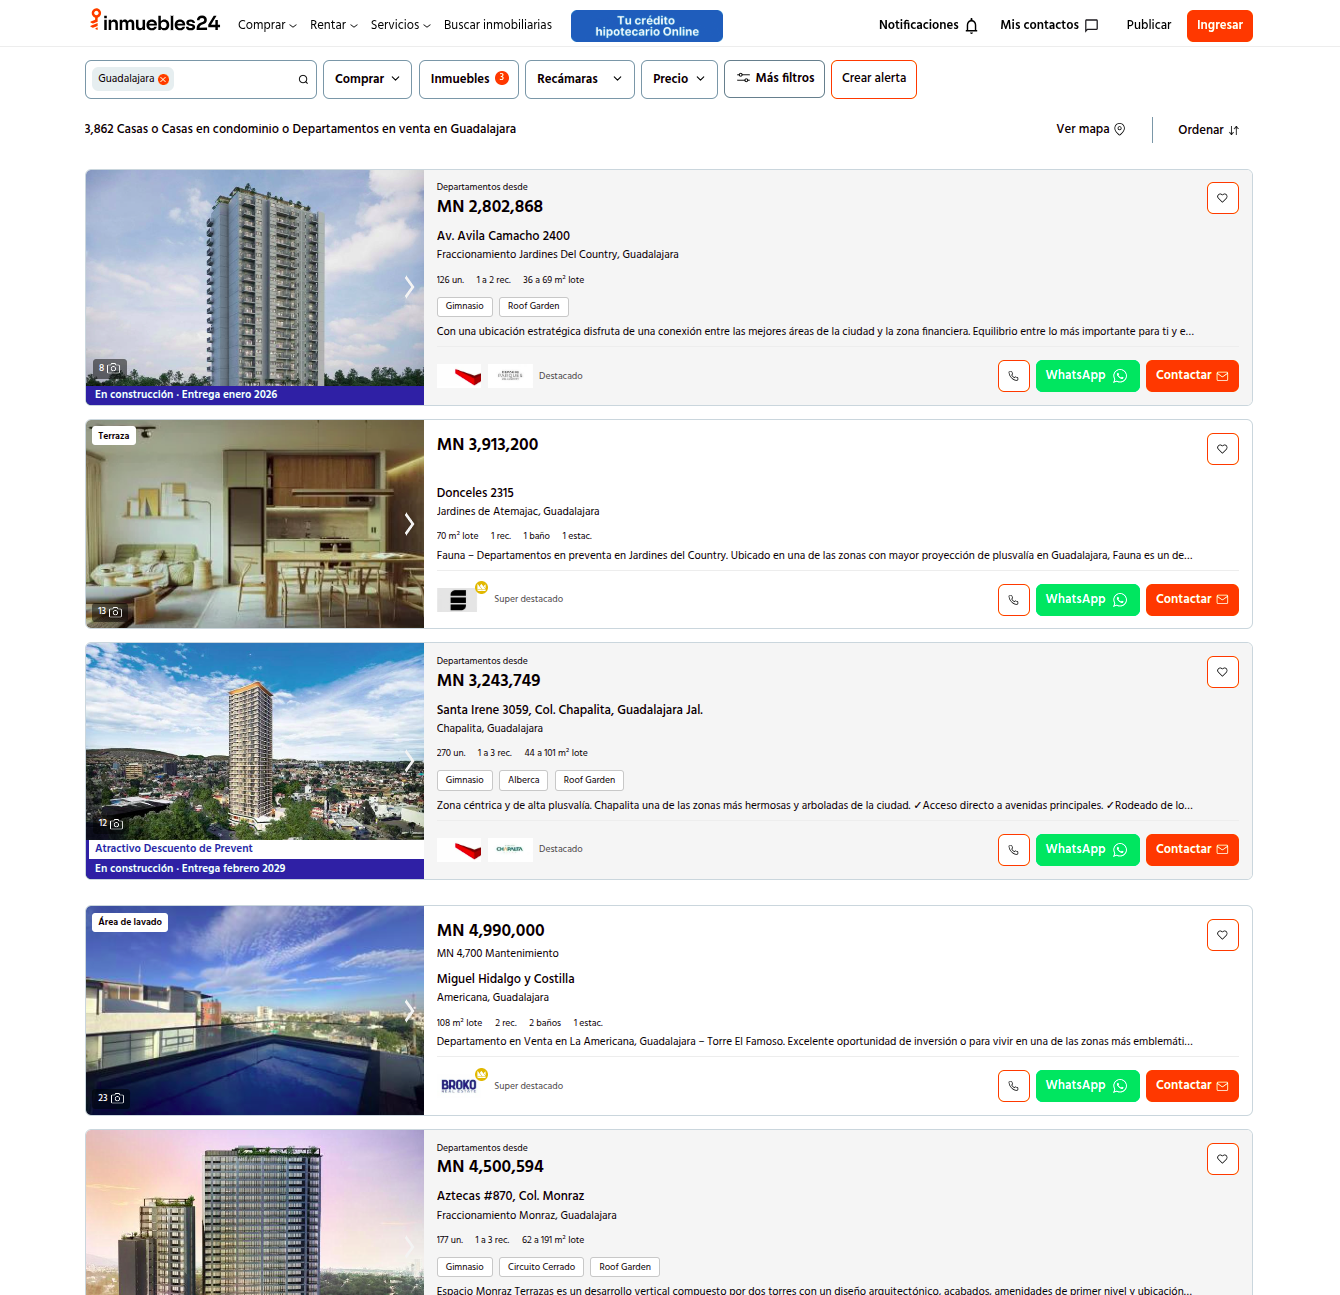 inmuebles24
Comprar
Rentar
Servicios
Buscar inmobiliarias
Tu crédito
hipotecario Online
Notificaciones
Mis contactos
Publicar
Ingresar
Guadalajara
Comprar
Inmuebles 3
Recámaras
Precio
Más filtros
Crear alerta
3,862 Casas o Casas en condominio o Departamentos en venta en Guadalajara
Ver mapa
Ordenar
8
En construcción · Entrega enero 2026
Departamentos desde
MN 2,802,868
Av. Avila Camacho 2400
Fraccionamiento Jardines Del Country, Guadalajara
126 un. 1 a 2 rec. 36 a 69 m² lote
Gimnasio
Roof Garden
Con una ubicación estratégica disfruta de una conexión entre las mejores áreas de la ciudad y la zona financiera. Equilibrio entre lo más importante para ti y e...
Destacado
WhatsApp
Contactar
Terraza
13
MN 3,913,200
Donceles 2315
Jardines de Atemajac, Guadalajara
70 m² lote 1 rec. 1 baño 1 estac.
Fauna – Departamentos en preventa en Jardines del Country. Ubicado en una de las zonas con mayor proyección de plusvalía en Guadalajara, Fauna es un de...
Super destacado
WhatsApp
Contactar
12
Atractivo Descuento de Prevent
En construcción · Entrega febrero 2029
Departamentos desde
MN 3,243,749
Santa Irene 3059, Col. Chapalita, Guadalajara Jal.
Chapalita, Guadalajara
270 un. 1 a 3 rec. 44 a 101 m² lote
Gimnasio
Alberca
Roof Garden
Zona céntrica y de alta plusvalía. Chapalita una de las zonas más hermosas y arboladas de la ciudad. ✓Acceso directo a avenidas principales. ✓Rodeado de lo...
Destacado
WhatsApp
Contactar
Área de lavado
23
MN 4,990,000
MN 4,700 Mantenimiento
Miguel Hidalgo y Costilla
Americana, Guadalajara
108 m² lote 2 rec. 2 baños 1 estac.
Departamento en Venta en La Americana, Guadalajara – Torre El Famoso. Excelente oportunidad de inversión o para vivir en una de las zonas más emblemáti...
BROKO
Super destacado
WhatsApp
Contactar
Departamentos desde
MN 4,500,594
Aztecas #870, Col. Monraz
Fraccionamiento Monraz, Guadalajara
177 un. 1 a 3 rec. 62 a 191 m² lote
Gimnasio
Circuito Cerrado
Roof Garden
Espacio Monraz Terrazas es un desarrollo vertical compuesto por dos torres con un diseño arquitectónico, acabados, amenidades de primer nivel y ubicación...